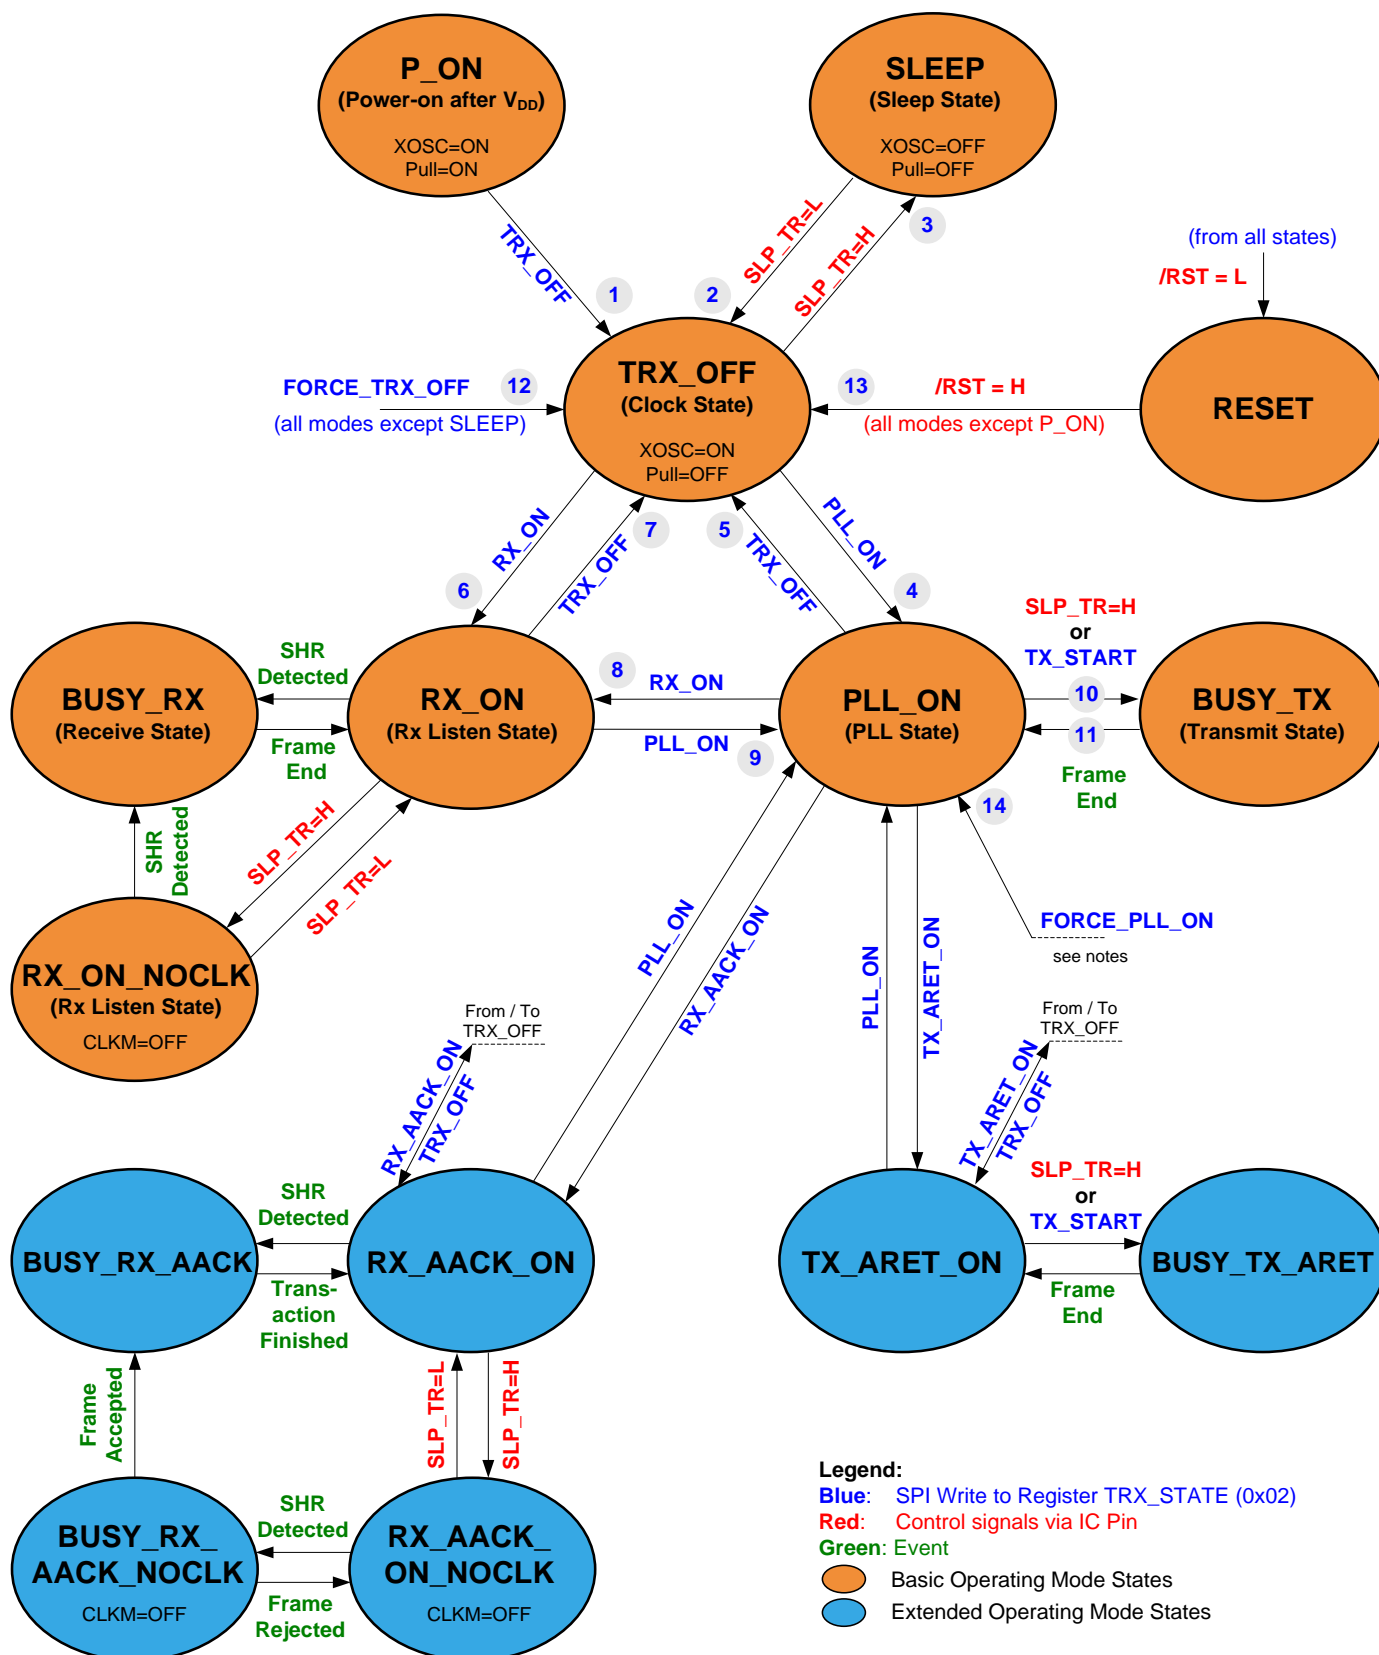 P_ON
(Power-on after VDD)
XOSC=ON
Pull=ON
SLEEP
(Sleep State)
XOSC=OFF
Pull=OFF
TRX_OFF
1
SLP_TR=L
2
SLP_TR=H
3
(from all states)
/RST = L
RESET
TRX_OFF
(Clock State)
XOSC=ON
Pull=OFF
FORCE_TRX_OFF
12
(all modes except SLEEP)
13
/RST = H
(all modes except P_ON)
RX_ON
6
TRX_OFF
7
5
TRX_OFF
PLL_ON
4
BUSY_RX
(Receive State)
SHR
Detected
Frame
End
RX_ON
(Rx Listen State)
8
RX_ON
PLL_ON
9
PLL_ON
(PLL State)
SLP_TR=H
or
TX_START
10
11
Frame
End
BUSY_TX
(Transmit State)
14
FORCE_PLL_ON
see notes
SHR
Detected
SLP_TR=H
SLP_TR=L
RX_ON_NOCLK
(Rx Listen State)
CLKM=OFF
PLL_ON
RX_AACK_ON
PLL_ON
TX_ARET_ON
From / To
TRX_OFF
RX_AACK_ON
TRX_OFF
From / To
TRX_OFF
TX_ARET_ON
TRX_OFF
BUSY_RX_AACK
SHR
Detected
Trans-
action
Finished
RX_AACK_ON
TX_ARET_ON
SLP_TR=H
or
TX_START
Frame
End
BUSY_TX_ARET
Frame
Accepted
SLP_TR=L
SLP_TR=H
BUSY_RX_
AACK_NOCLK
CLKM=OFF
SHR
Detected
Frame
Rejected
RX_AACK_
ON_NOCLK
CLKM=OFF
Legend:
Blue: SPI Write to Register TRX_STATE (0x02)
Red: Control signals via IC Pin
Green: Event
Basic Operating Mode States
Extended Operating Mode States